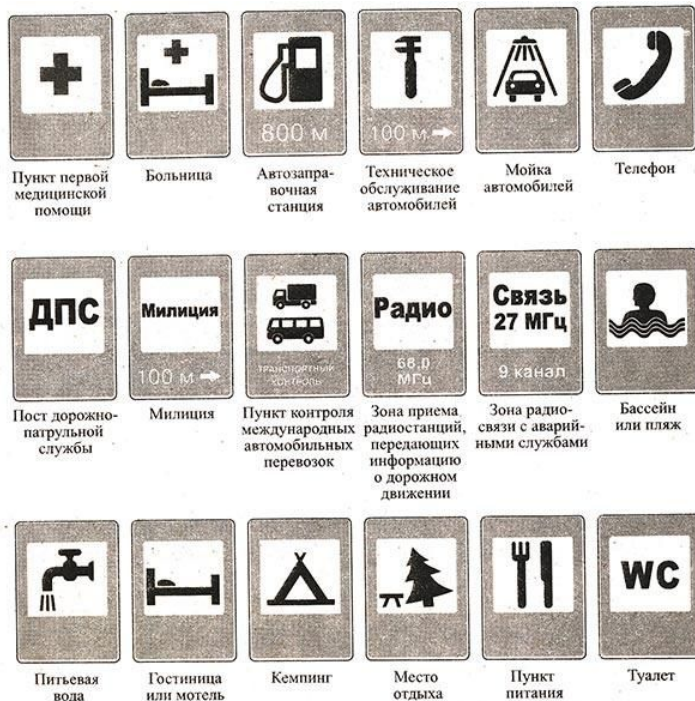 800 м
100 м
Пункт первой
медицинской
помощи
Больница
Автозапра-
вочная
станция
Техническое
обслуживание
автомобилей
Мойка
автомобилей
Телефон
ДПС
Милиция
100 м
ТРАНСПОРТНЫЙ
КОНТРОЛЬ
Радио
66.0
МГц
Связь
27 МГц
9 канал
Пост дорожно-
патрульной
службы
Милиция
Пункт контроля
международных
автомобильных
перевозок
Зона приема
радиостанций,
передающих
информацию
о дорожном
движении
Зона радио-
связи с аварий-
ными службами
Бассейн
или пляж
WC
Питьевая
вода
Гостиница
или мотель
Кемпинг
Место
отдыха
Пункт
питания
Туалет